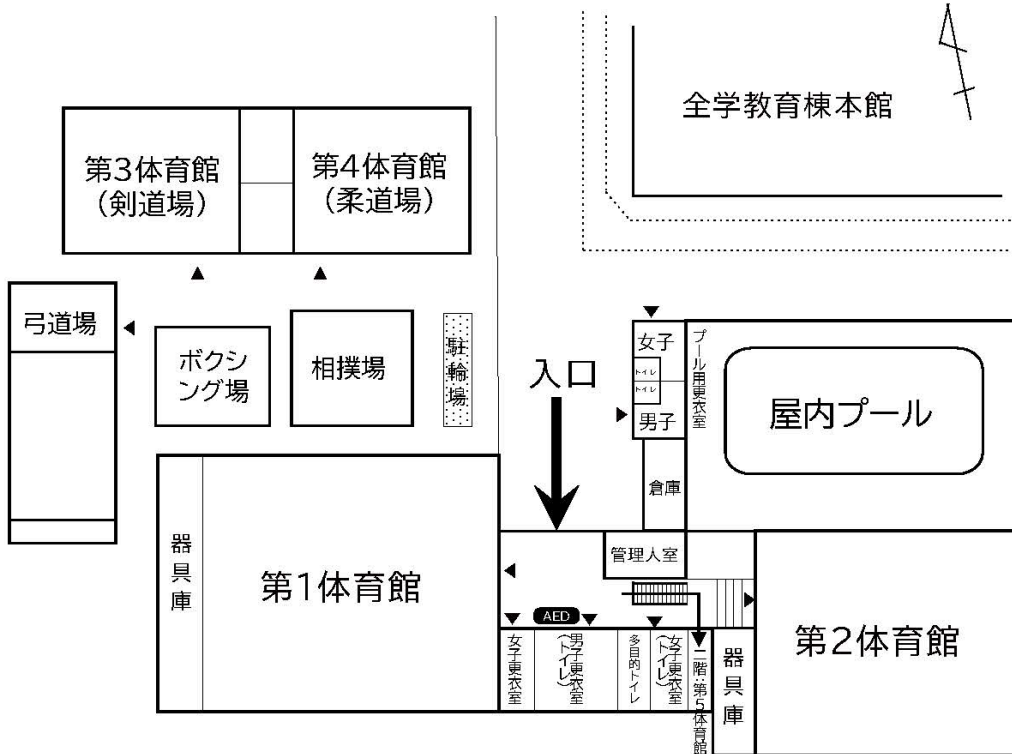 全学教育棟本館
第3体育館
(剣道場)
第4体育館
(柔道場)
弓道場
ボクシ
ング場
相撲場
駐輪場
入口
女子
トイレ
トイレ
男子
プール用更衣室
屋内プール
倉庫
管理人室
器具庫
第1体育館
AED
女子更衣室
男子更衣室
(トイレ)
多目的トイレ
女子更衣室
(トイレ)
二階:第5体育館
器具庫
第2体育館